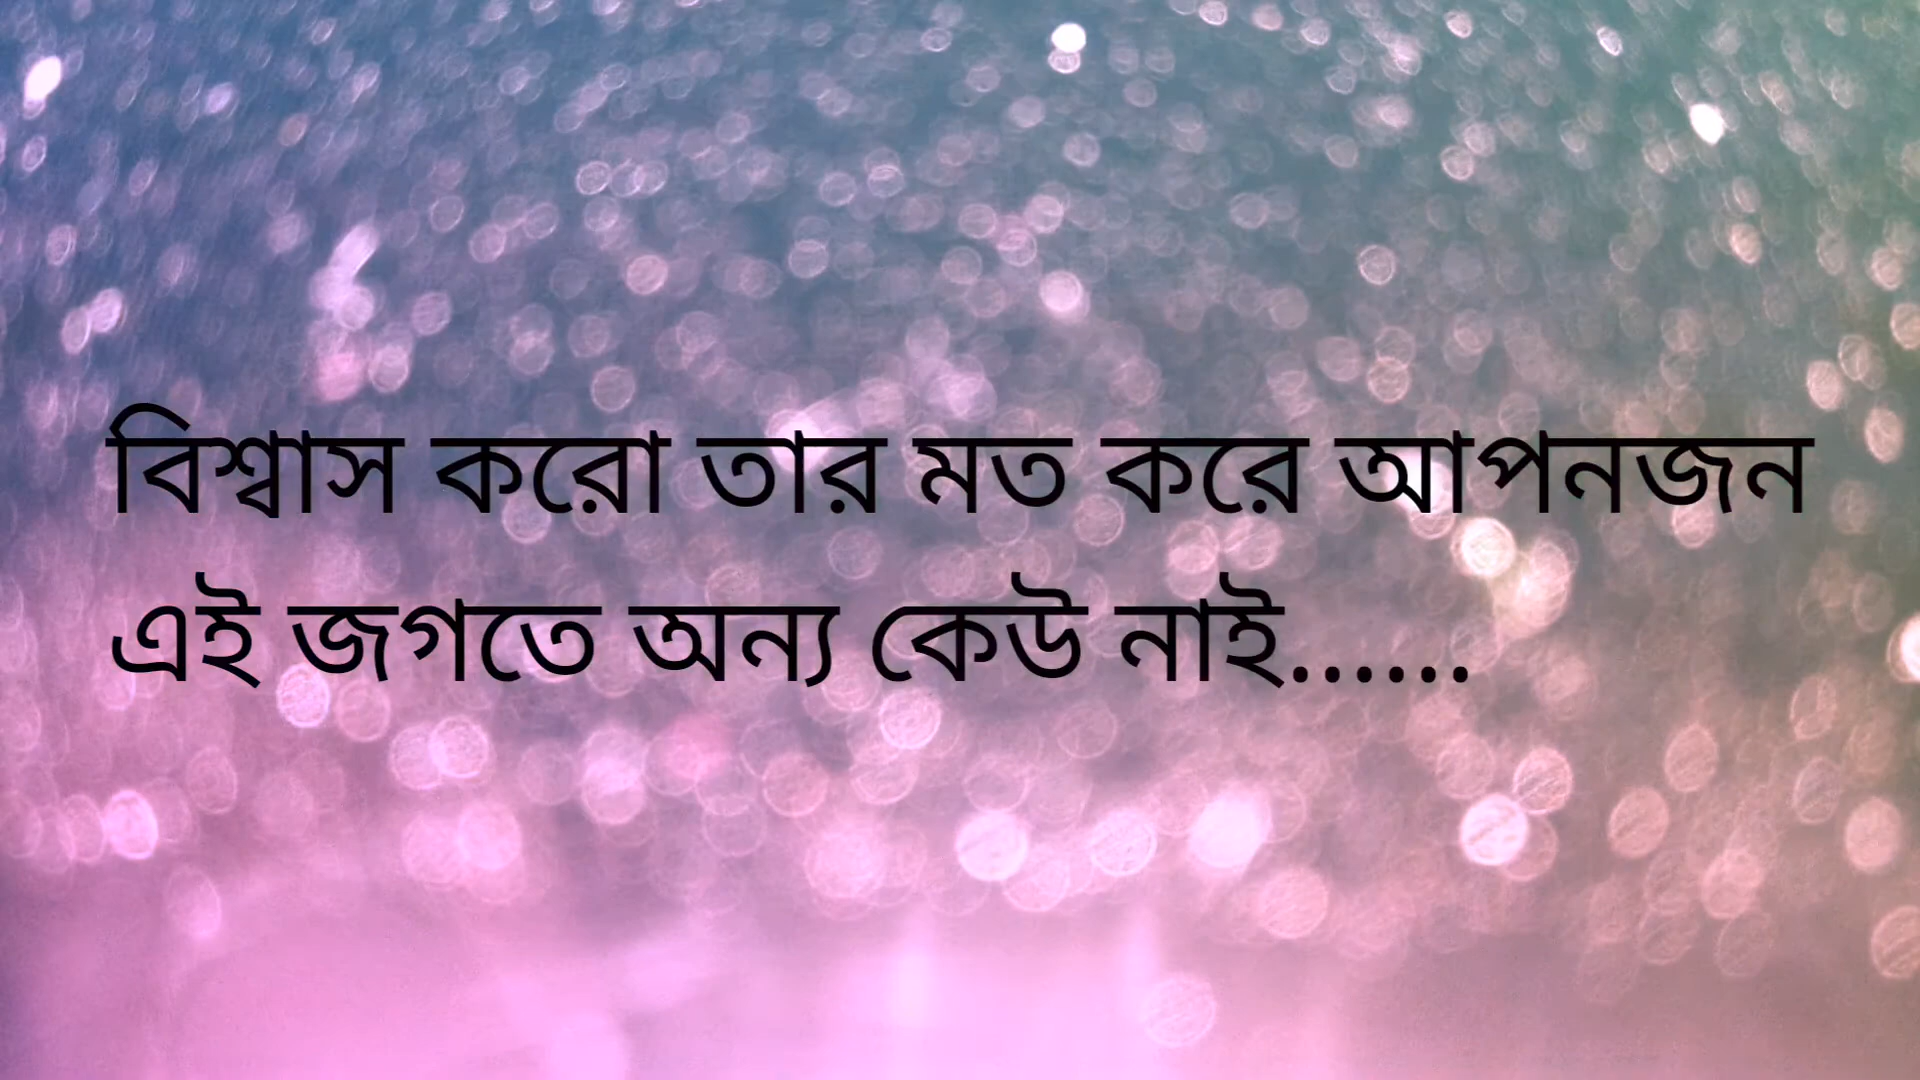 বিশ্বাস করো তার মত করে আপনজন
এই জগতে অন্য কেউ নাই......